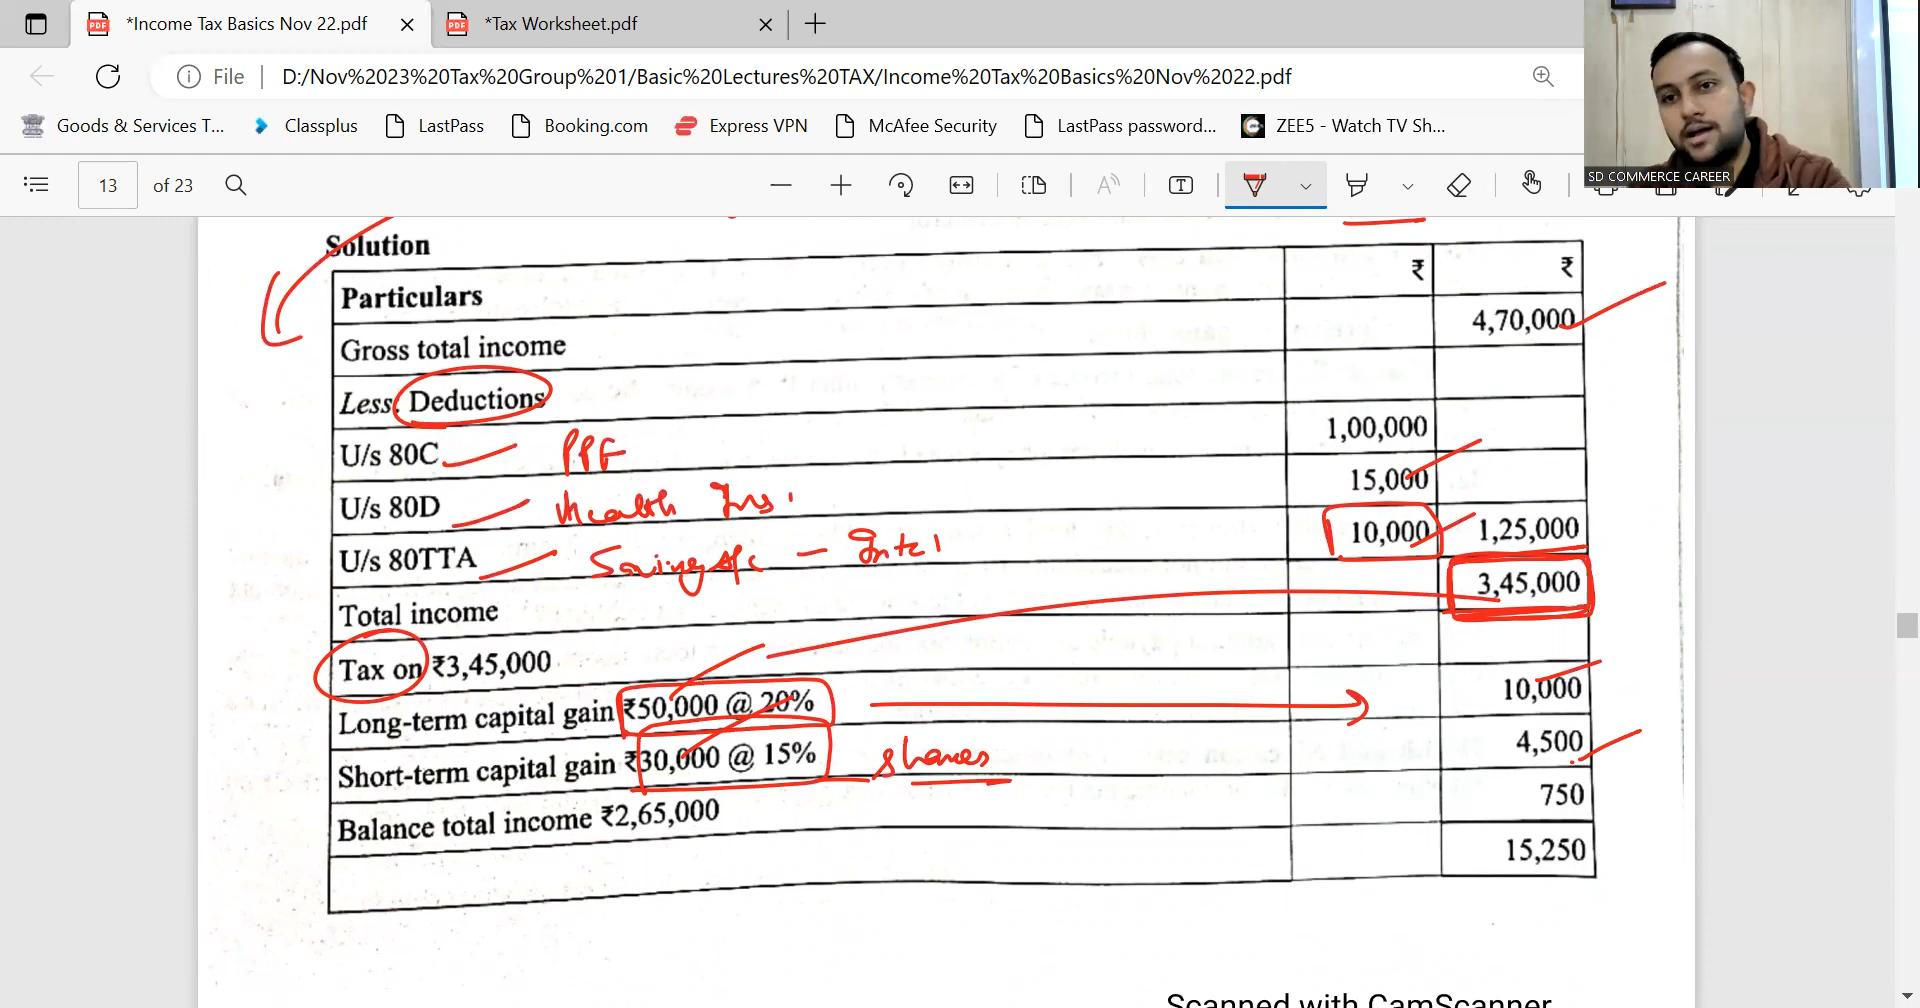 *Income Tax Basics Nov 22.pdf
*Tax Worksheet.pdf
File
D:/Nov%2023%20Tax%20Group%201/Basic%20Lectures%20TAX/Income%20Tax%20Basics%20Nov%2022.pdf
Goods & Services T...
Classplus
LastPass
Booking.com
Express VPN
McAfee Security
LastPass password...
ZEE5 - Watch TV Sh...
SD COMMERCE CAREER
13 of 23
Solution
Particulars ₹ ₹
Gross total income 4,70,000
Less: Deductions
U/s 80C PPF 1,00,000
U/s 80D Health Ins. 15,000
U/s 80TTA Saving A/c - Int. 10,000 1,25,000
Total income 3,45,000
Tax on ₹3,45,000
Long-term capital gain ₹50,000 @ 20% 10,000
Short-term capital gain ₹30,000 @ 15% shares 4,500
Balance total income ₹2,65,000 750
15,250
Scanned with CamScanner